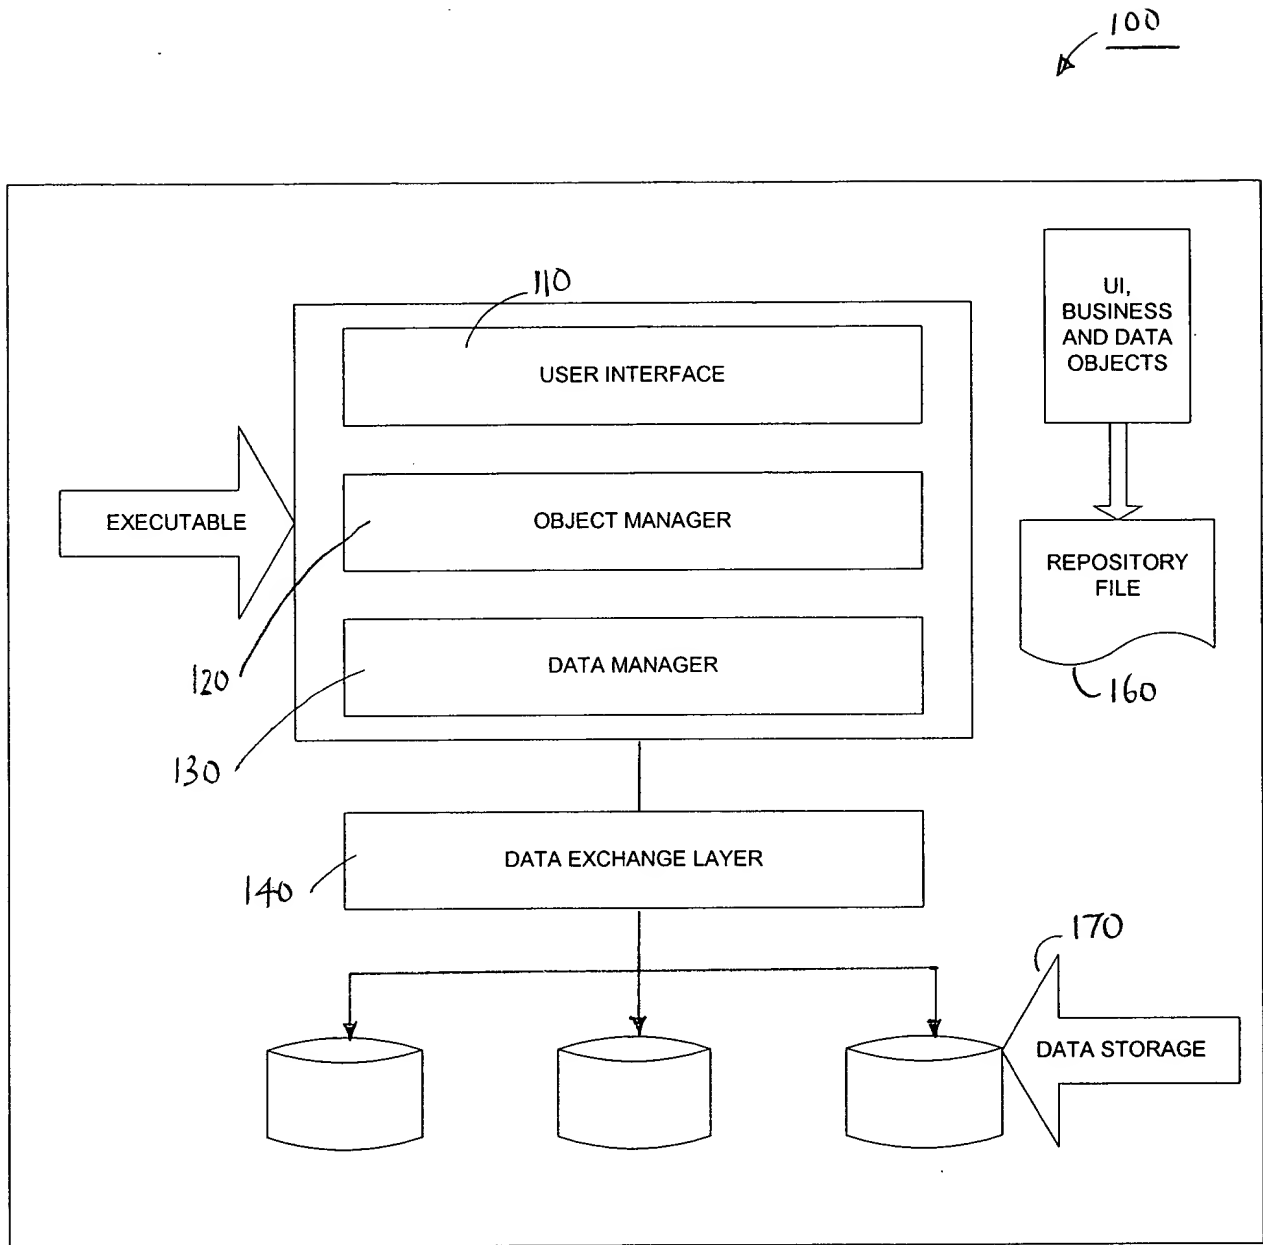 100
110
UI,
BUSINESS
AND DATA
OBJECTS
USER INTERFACE
EXECUTABLE
OBJECT MANAGER
REPOSITORY
FILE
120
DATA MANAGER
160
130
DATA EXCHANGE LAYER
140
170
DATA STORAGE